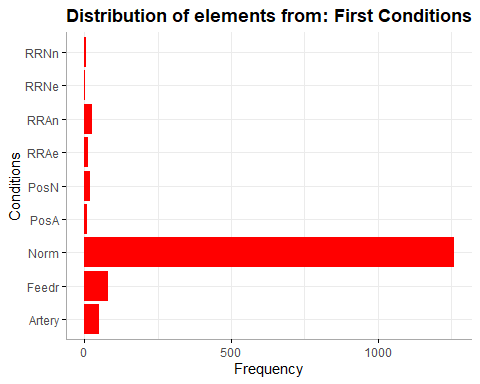 Distribution of elements from: First Conditions
RRNn
RRNe
RRAn
RRAe
PosN
PosA
Norm
Feedr
Artery
Conditions
0 500 1000
Frequency